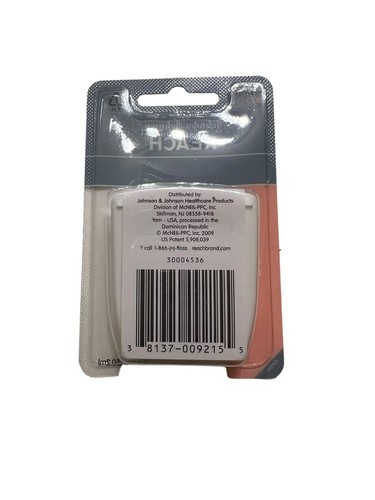 REACH
Distributed by:
Johnson & Johnson Healthcare Products
Division of McNEIL-PPC, Inc.
Skillman, NJ 08558-9418
Yarn - USA, processed in the
Dominican Republic
© McNEIL-PPC, Inc 2009
US Patent 5,908,039
? call 1-866-jnj-floss reachbrand.com
30004536
3 8137-009215 5